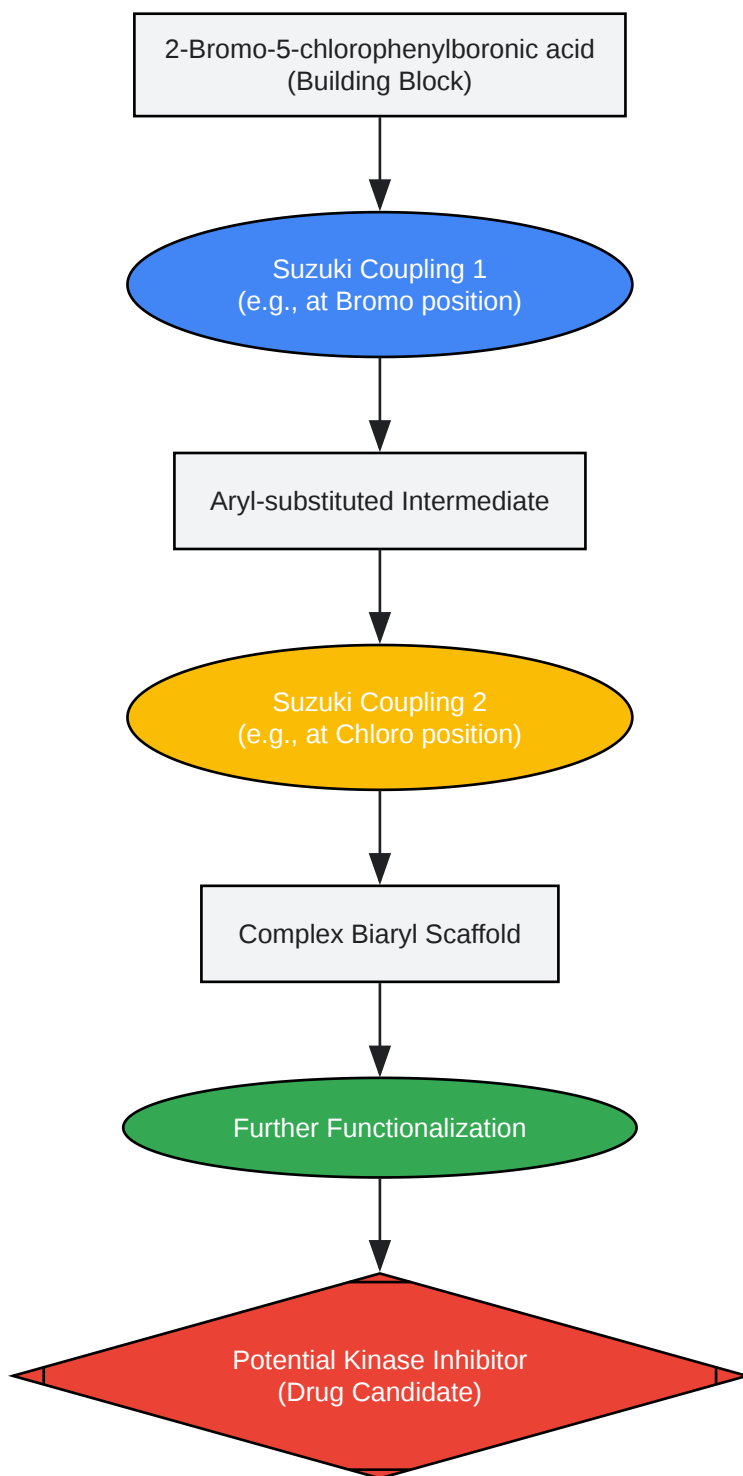 2-Bromo-5-chlorophenylboronic acid
(Building Block)
Suzuki Coupling 1
(e.g., at Bromo position)
Aryl-substituted Intermediate
Suzuki Coupling 2
(e.g., at Chloro position)
Complex Biaryl Scaffold
Further Functionalization
Potential Kinase Inhibitor
(Drug Candidate)